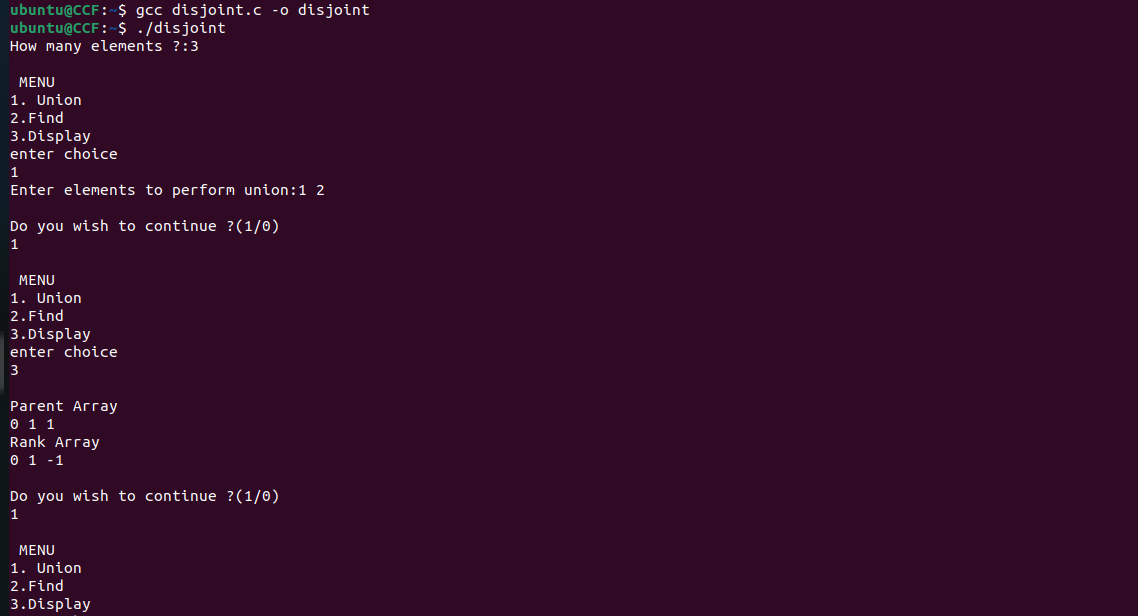 ubuntu@CCF:~$ gcc disjoint.c -o disjoint
ubuntu@CCF:~$ ./disjoint
How many elements ?:3
MENU
1. Union
2.Find
3.Display
enter choice
1
Enter elements to perform union:1 2
Do you wish to continue ?(1/0)
1
MENU
1. Union
2.Find
3.Display
enter choice
3
Parent Array
0 1 1
Rank Array
0 1 -1
Do you wish to continue ?(1/0)
1
MENU
1. Union
2.Find
3.Display